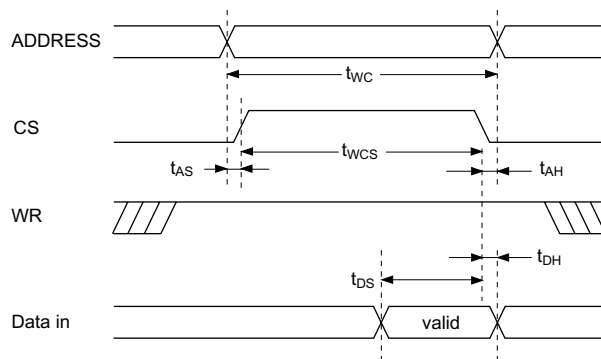 ADDRESS
tWC
CS
tWCS
tAS
tAH
WR
tDH
tDS
Data in
valid